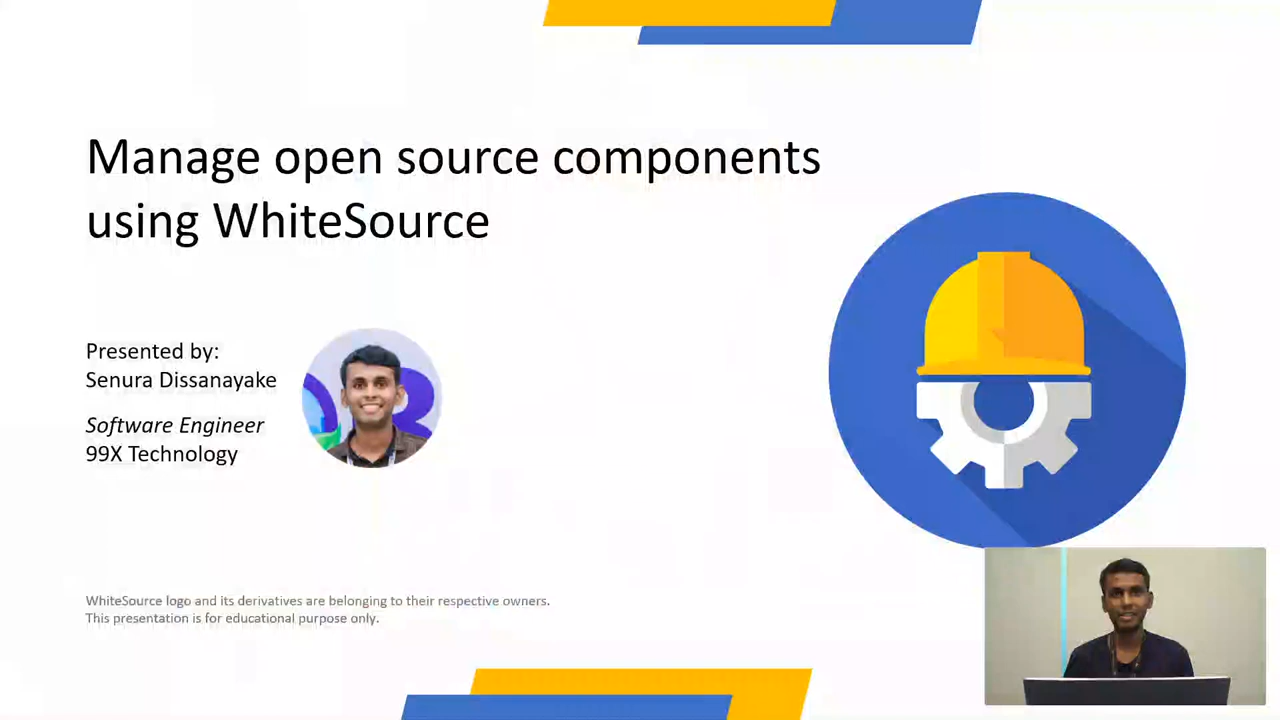 Manage open source components
using WhiteSource
Presented by:
Senura Dissanayake
Software Engineer
99X Technology
WhiteSource logo and its derivatives are belonging to their respective owners.
This presentation is for educational purpose only.